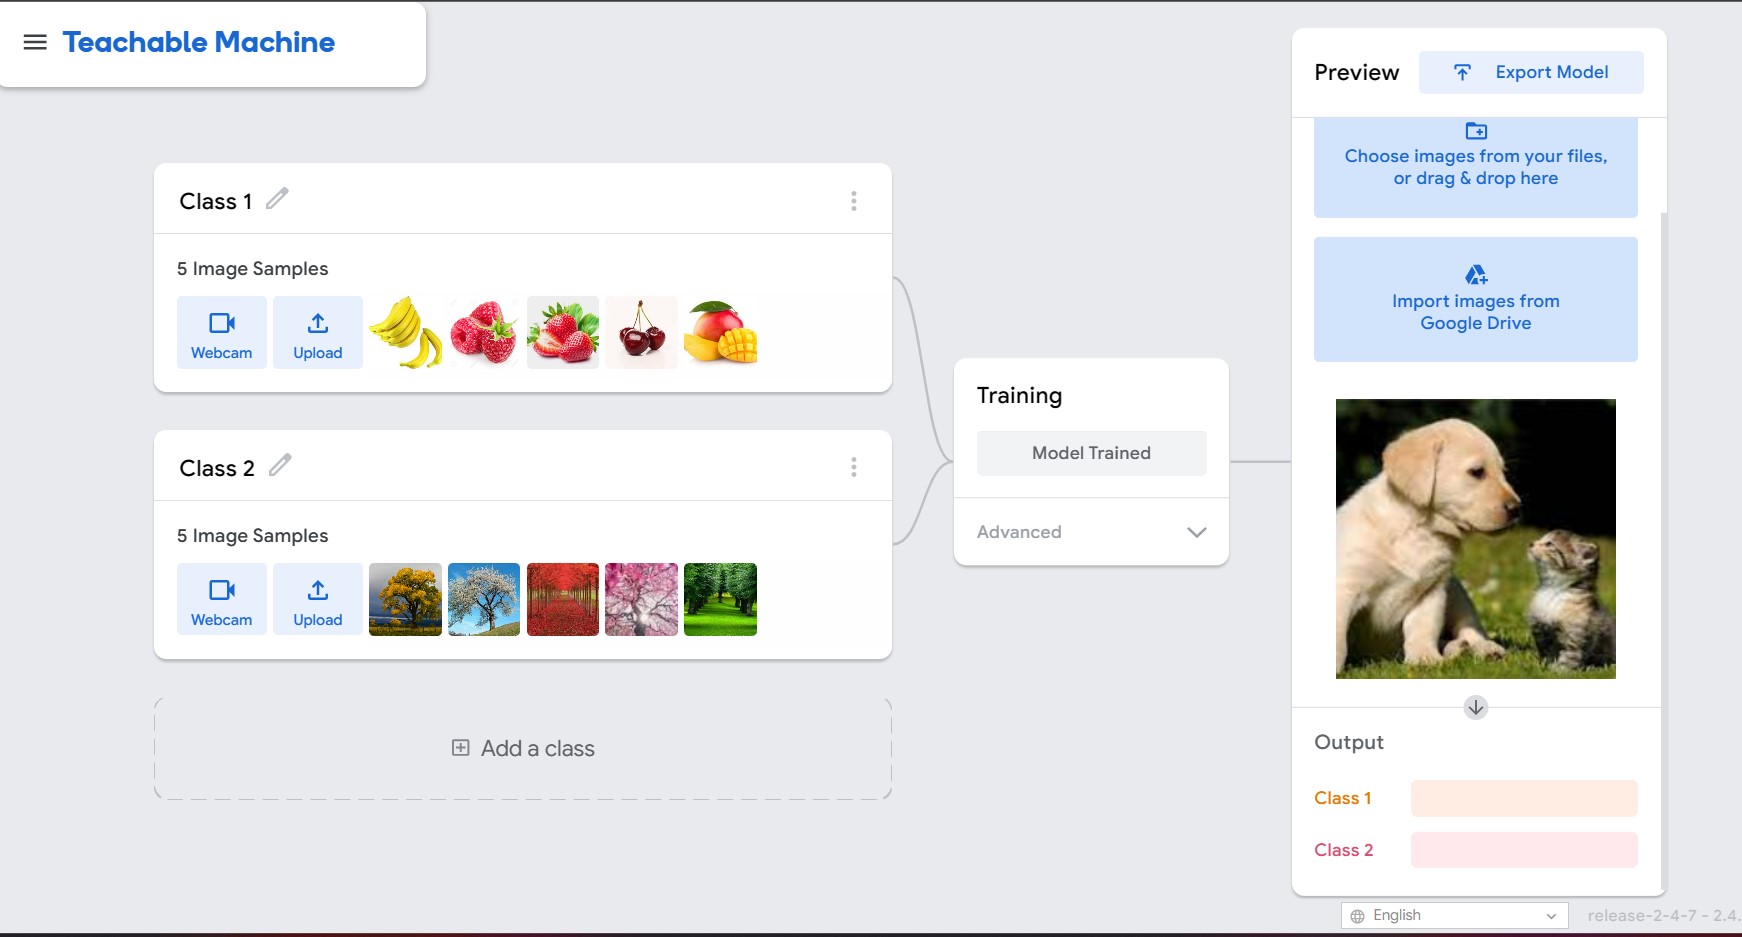 Teachable Machine
Class 1
5 Image Samples
Webcam
Upload
Class 2
5 Image Samples
Webcam
Upload
Add a class
Training
Model Trained
Advanced
Preview
Export Model
Choose images from your files,
or drag & drop here
Import images from
Google Drive
Output
Class 1
Class 2
English
release-2-4-7 - 2.4.